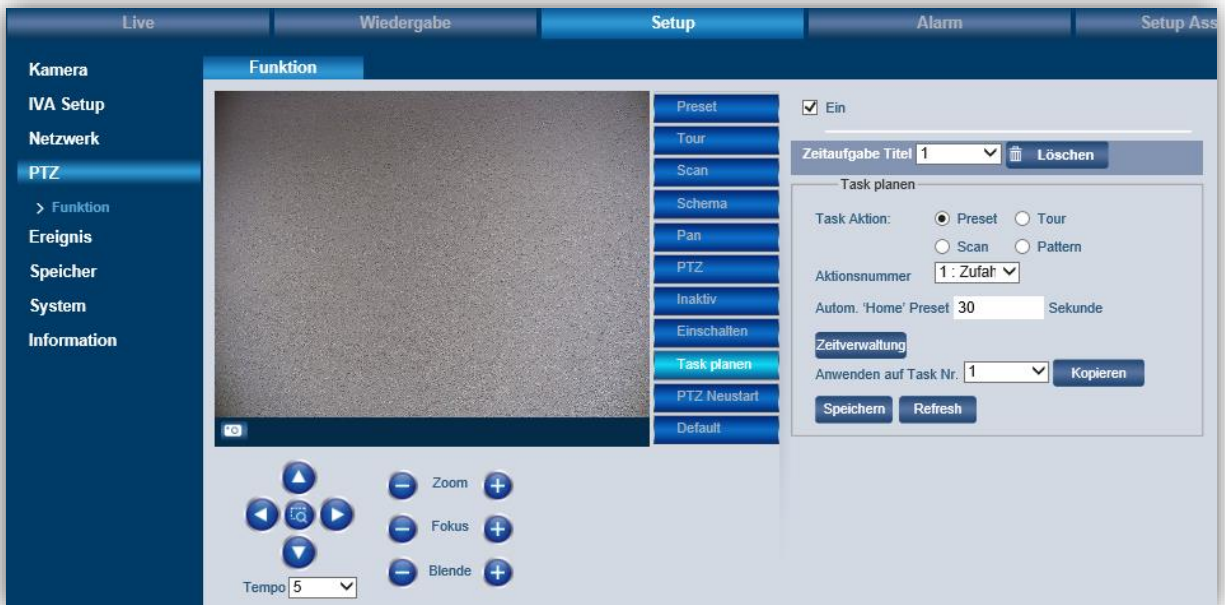 Live Wiedergabe Setup Alarm Setup Ass
Kamera
IVA Setup
Netzwerk
PTZ
Funktion
Ereignis
Speicher
System
Information
Funktion
Preset
Tour
Scan
Schema
Pan
PTZ
Inaktiv
Einschalten
Task planen
PTZ Neustart
Default
Zoom
Fokus
Blende
Tempo 5
Ein
Zeitaufgabe Titel 1 Löschen
Task planen
Task Aktion: Preset Tour
Scan Pattern
Aktionsnummer 1 : Zufah
Autom. 'Home' Preset 30 Sekunde
Zeitverwaltung
Anwenden auf Task Nr. 1 Kopieren
Speichern Refresh